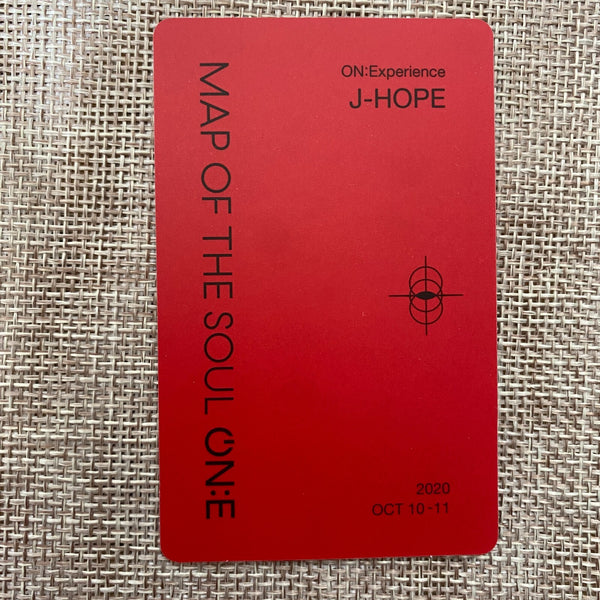 ON:Experience
J-HOPE
MAP OF THE SOUL ON:E
2020
OCT 10-11